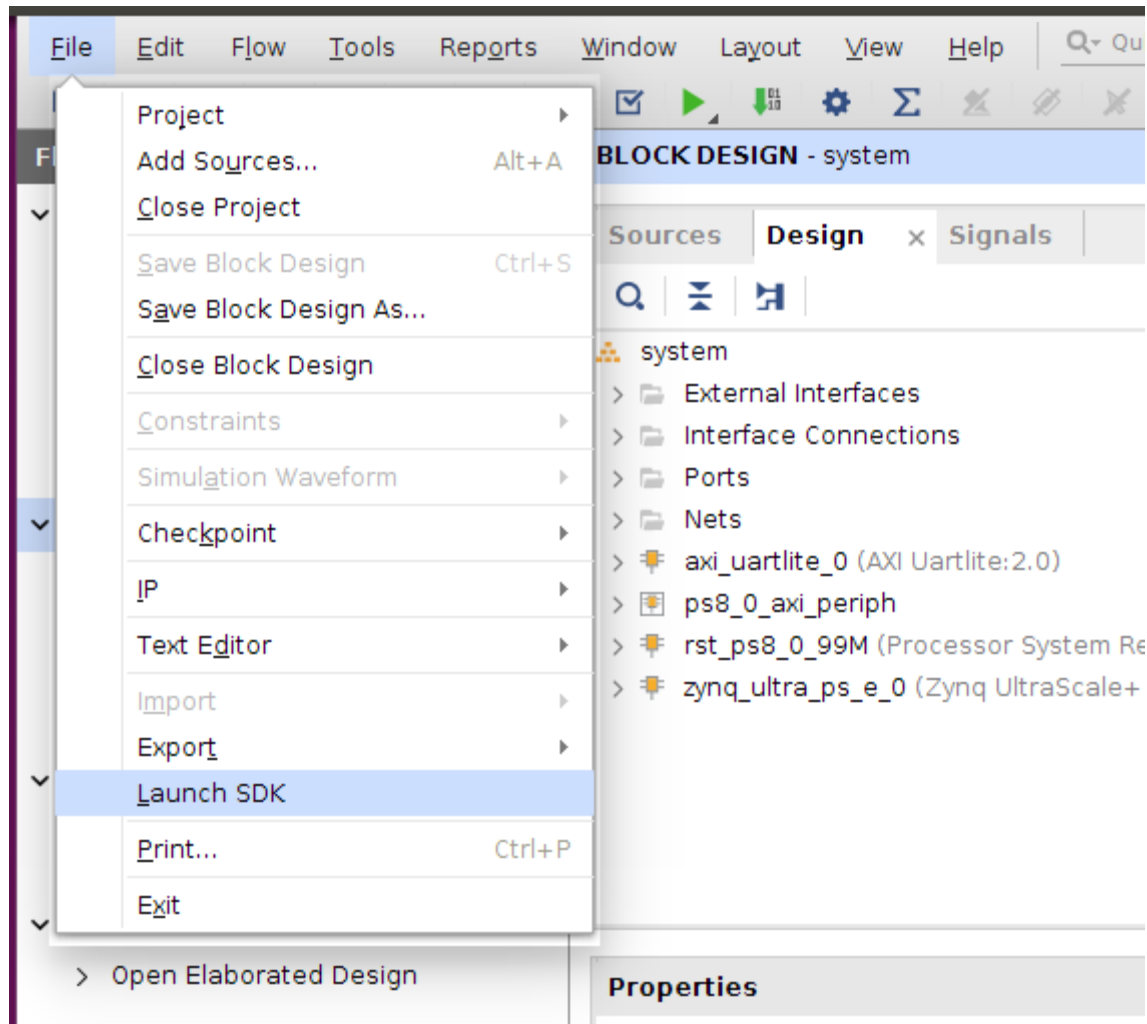 File Edit Flow Tools Reports Window Layout View Help Qu
Project
Add Sources... Alt+A
Close Project
Save Block Design Ctrl+S
Save Block Design As...
Close Block Design
Constraints
Simulation Waveform
Checkpoint
IP
Text Editor
Import
Export
Launch SDK
Print... Ctrl+P
Exit
Open Elaborated Design
BLOCK DESIGN - system
Sources Design Signals
system
External Interfaces
Interface Connections
Ports
Nets
axi_uartlite_0 (AXI Uartlite:2.0)
ps8_0_axi_periph
rst_ps8_0_99M (Processor System Re
zynq_ultra_ps_e_0 (Zynq UltraScale+
Properties